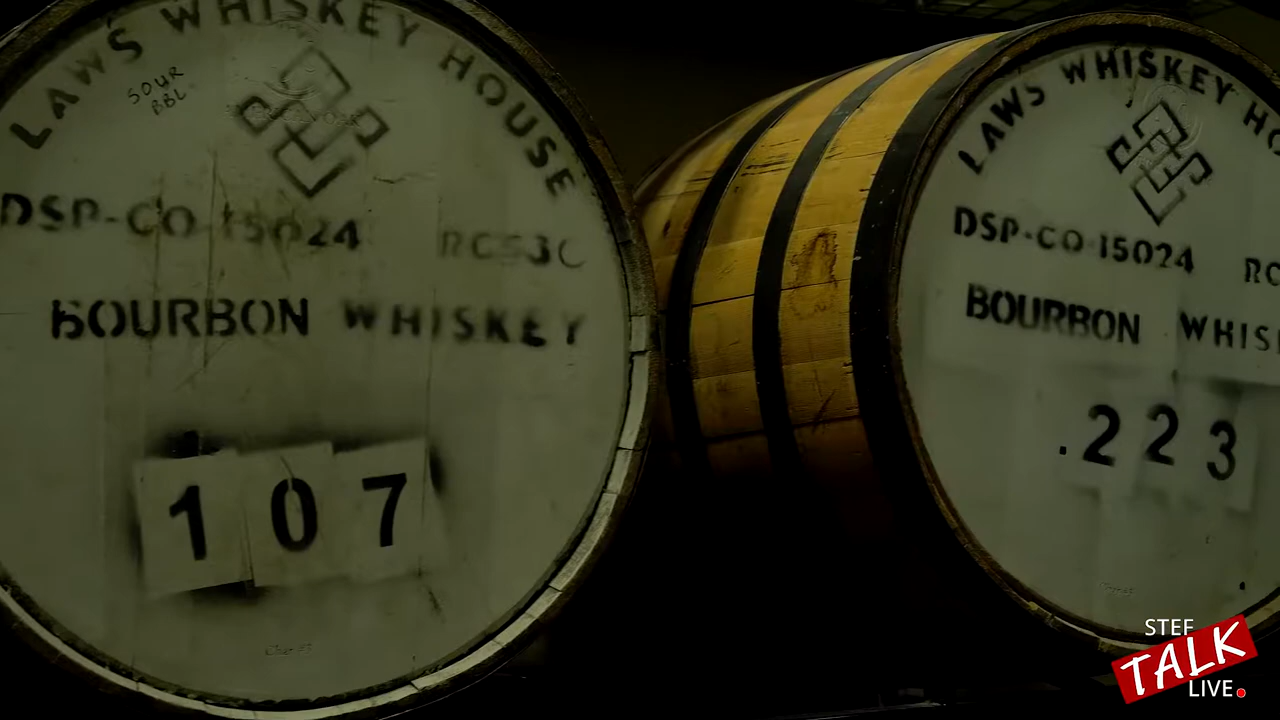 LAWS WHISKEY HOUSE
SOUR
BBL
DSP-CO-15024
BOURBON WHISKEY
107
LAWS WHISKEY HO
DSP-CO-15024 RC
BOURBON WHIS
.223
STEF
TALK
LIVE.